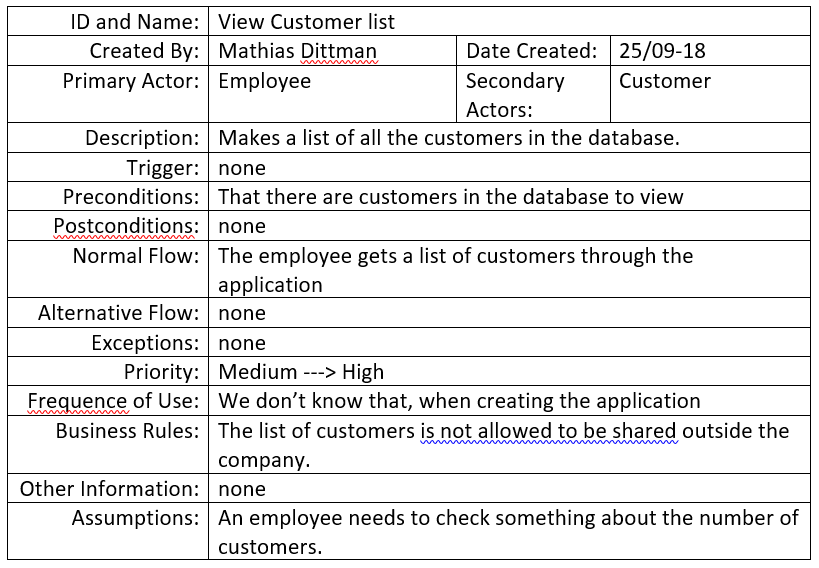 ID and Name: View Customer list
Created By: Mathias Dittman Date Created: 25/09-18
Primary Actor: Employee Secondary Actors: Customer
Description: Makes a list of all the customers in the database.
Trigger: none
Preconditions: That there are customers in the database to view
Postconditions: none
Normal Flow: The employee gets a list of customers through the
application
Alternative Flow: none
Exceptions: none
Priority: Medium ---> High
Frequence of Use: We don’t know that, when creating the application
Business Rules: The list of customers is not allowed to be shared outside the
company.
Other Information: none
Assumptions: An employee needs to check something about the number of
customers.